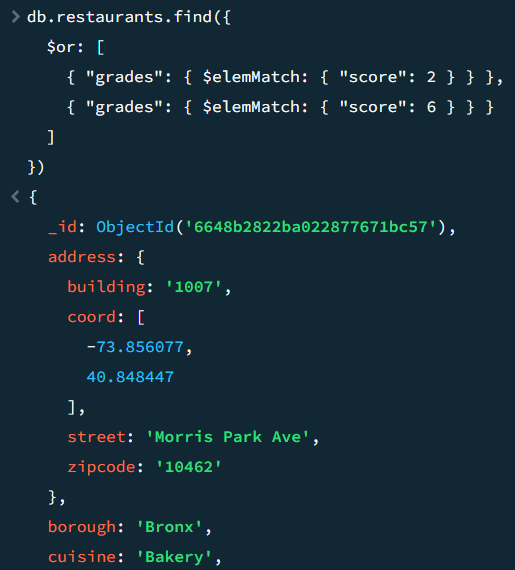 db.restaurants.find({
$or: [
{ "grades": { $elemMatch: { "score": 2 } } },
{ "grades": { $elemMatch: { "score": 6 } } }
]
})
{
_id: ObjectId('6648b2822ba022877671bc57'),
address: {
building: '1007',
coord: [
-73.856077,
40.848447
],
street: 'Morris Park Ave',
zipcode: '10462'
},
borough: 'Bronx',
cuisine: 'Bakery',